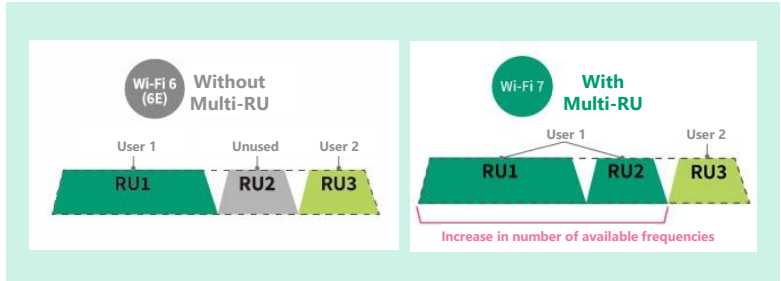 Wi-Fi 6
(6E)
Without
Multi-RU
User 1
Unused
User 2
RU1
RU2
RU3
Wi-Fi 7
With
Multi-RU
User 1
User 2
RU1
RU2
RU3
Increase in number of available frequencies